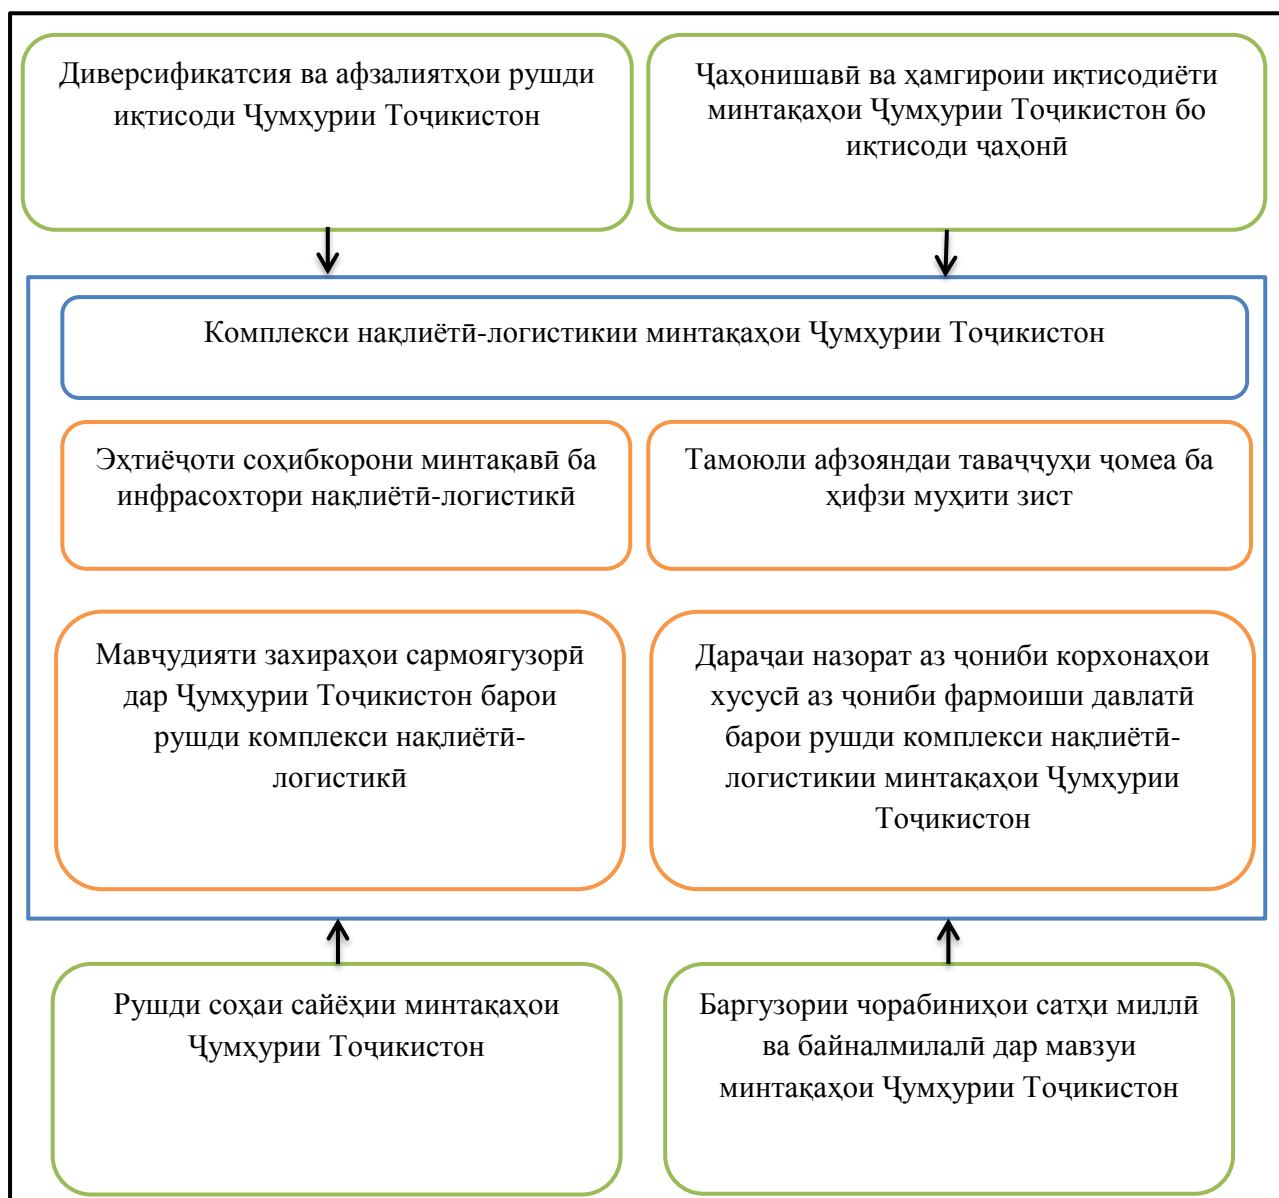 Диверсификатсия ва афзалиятҳои рушди
иқтисоди Ҷумҳурии Тоҷикистон
Ҷаҳонишавӣ ва ҳамгироии иқтисодиёти
минтақаҳои Ҷумҳурии Тоҷикистон бо
иқтисоди ҷаҳонӣ
Комплекси нақлиётӣ-логистикии минтақаҳои Ҷумҳурии Тоҷикистон
Эҳтиёҷоти соҳибкорони минтақавӣ ба
инфрасохтори нақлиётӣ-логистикӣ
Тамоюли афзояндаи таваҷҷуҳи ҷомеа ба
ҳифзи муҳити зист
Мавҷудияти захираҳои сармоягузорӣ
дар Ҷумҳурии Тоҷикистон барои
рушди комплекси нақлиётӣ-
логистикӣ
Дараҷаи назорат аз ҷониби корхонаҳои
хусусӣ аз ҷониби фармоиши давлатӣ
барои рушди комплекси нақлиётӣ-
логистикии минтақаҳои Ҷумҳурии
Тоҷикистон
Рушди соҳаи сайёҳии минтақаҳои
Ҷумҳурии Тоҷикистон
Баргузории чорабиниҳои сатҳи миллӣ
ва байналмилалӣ дар мавзуи
минтақаҳои Ҷумҳурии Тоҷикистон